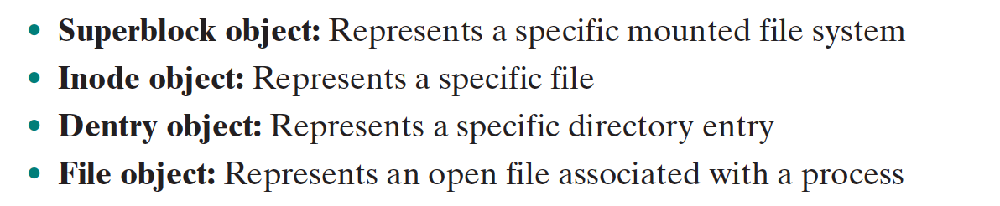 • Superblock object: Represents a specific mounted file system
• Inode object: Represents a specific file
• Dentry object: Represents a specific directory entry
• File object: Represents an open file associated with a process